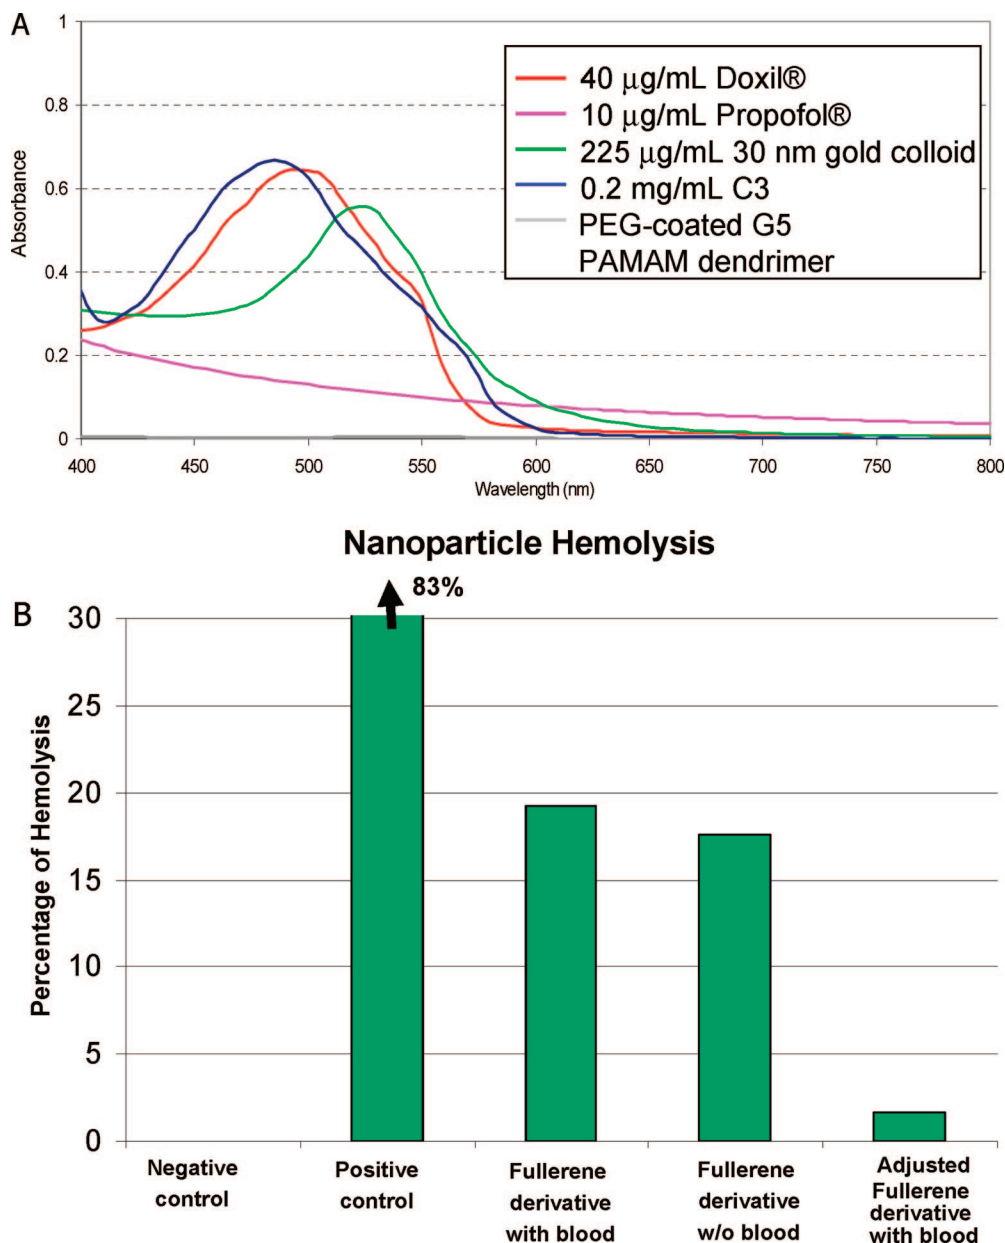 A
1
0.8
0.6
0.4
0.2
0
Absorbance
40 μg/mL Doxil®
10 μg/mL Propofol®
225 μg/mL 30 nm gold colloid
0.2 mg/mL C3
PEG-coated G5
PAMAM dendrimer
400 450 500 550 600 650 700 750 800
Wavelength (nm)
Nanoparticle Hemolysis
B
83%
30
25
20
15
10
5
0
Percentage of Hemolysis
Negative
control
Positive
control
Fullerene
derivative
with blood
Fullerene
derivative
w/o blood
Adjusted
Fullerene
derivative
with blood